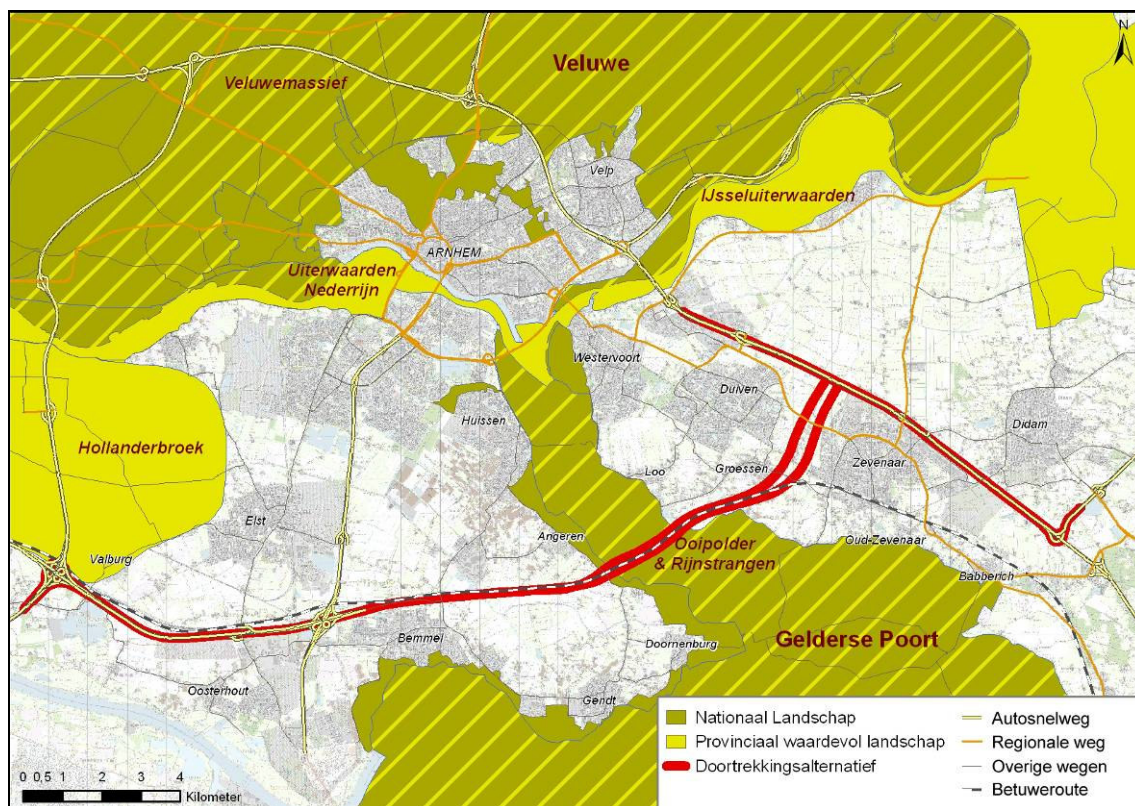 N
Veluwe
Veluwemassief
Velp
IJsseluiterwaarden
ARNHEM
Uiterwaarden
Nederrijn
Westervoort
Duiven
Huissen
Didam
Hollanderbroek
Zevenaar
Loo
Groessen
Elst
Angeren
Ooipolder
& Rijnstrangen
Oud-Zevenaar
Valburg
Babberich
Bemmel
Doornenburg
Gelderse Poort
Oosterhout
Gendt
Nationaal Landschap
Provinciaal waardevol landschap
Doortrekkingsalternatief
Autosnelweg
Regionale weg
Overige wegen
Betuweroute
0 0,5 1 2 3 4
Kilometer